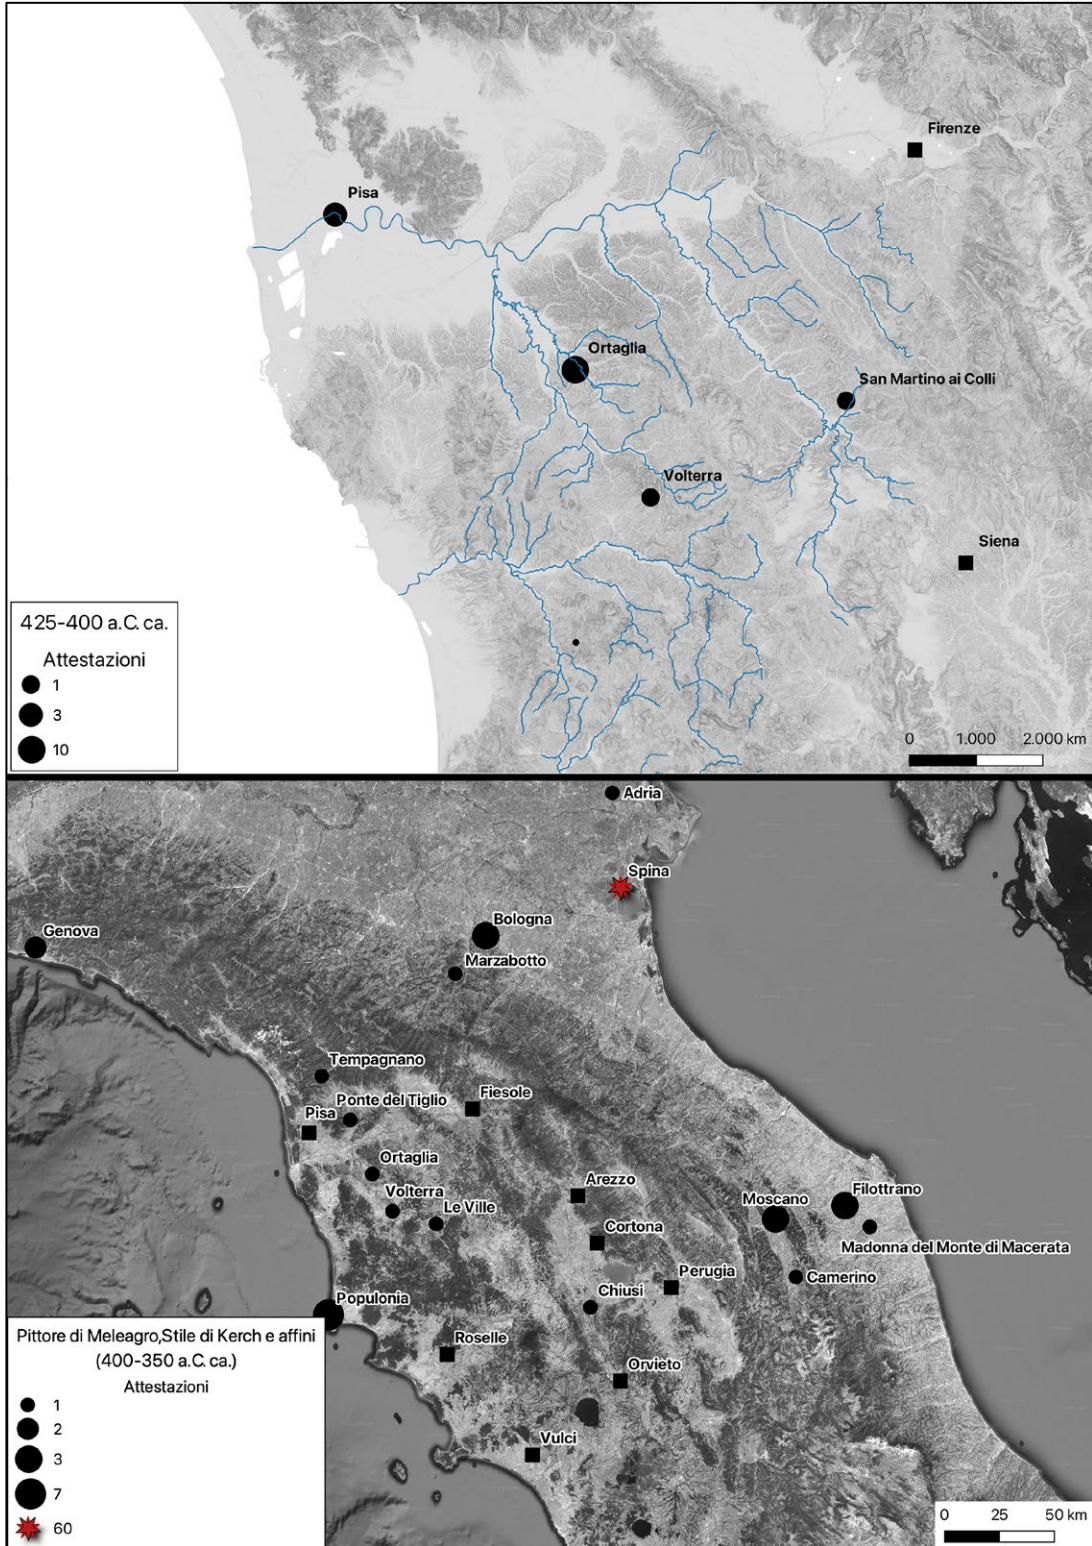 Firenze
Pisa
Ortaglia
San Martino ai Colli
Volterra
Siena
425-400 a.C. ca.
Attestazioni
1
3
10
0 1.000 2.000 km
Adria
Spina
Bologna
Genova
Marzabotto
Tempagnano
Fiesole
Ponte del Tiglio
Pisa
Ortaglia
Arezzo
Volterra
Le Ville
Moscano
Filottrano
Cortona
Madonna del Monte di Macerata
Perugia
Camerino
Chiusi
Populonia
Roselle
Orvieto
Vulci
Pittore di Meleagro,Stile di Kerch e affini
(400-350 a.C. ca.)
Attestazioni
1
2
3
7
60
0 25 50 km